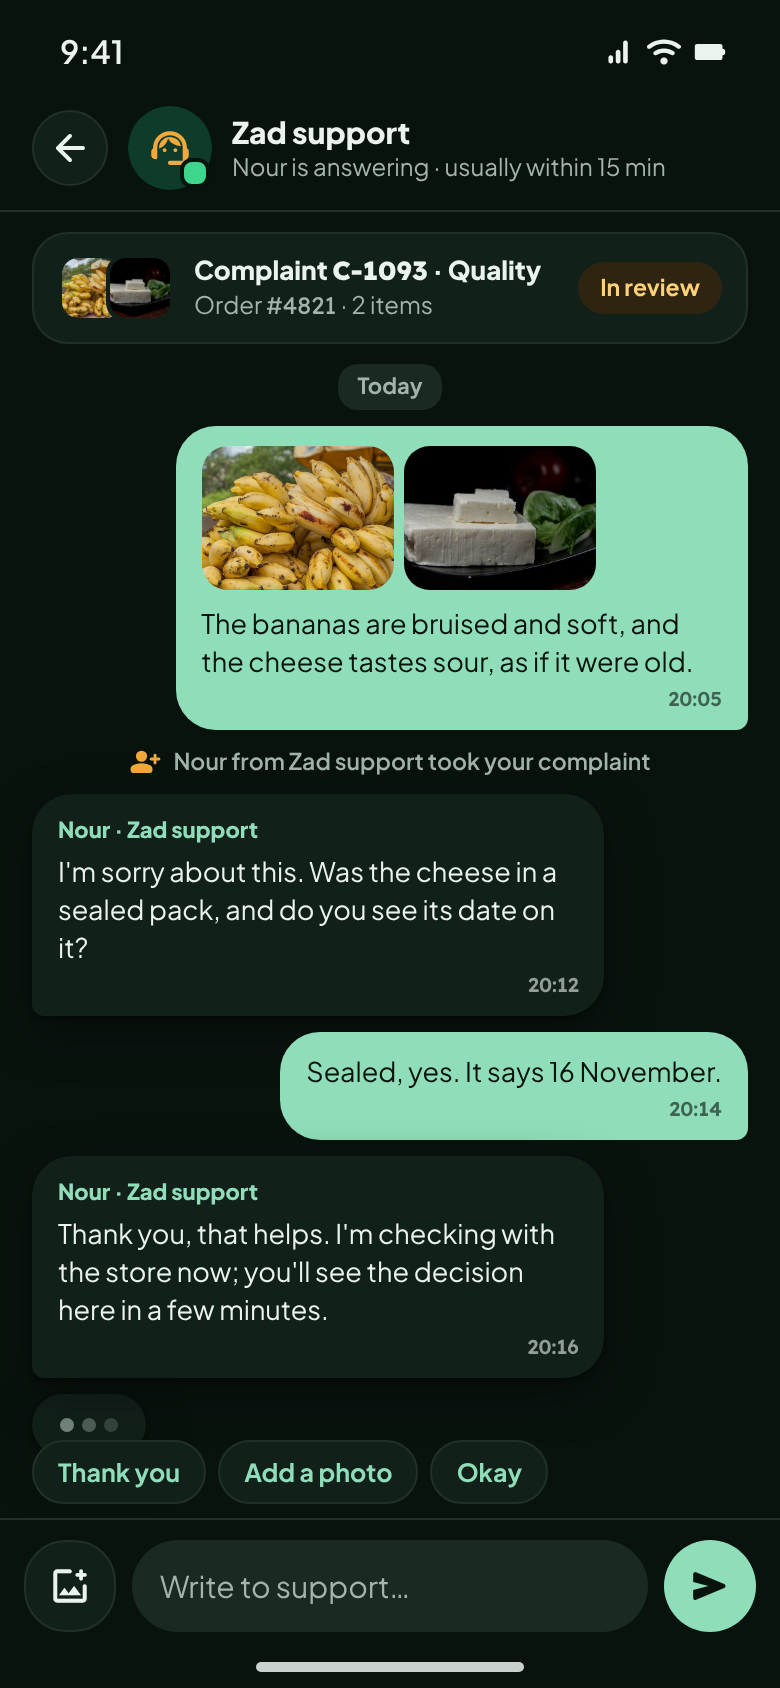 9:41
Zad support
Nour is answering · usually within 15 min
Complaint C-1093 · Quality
Order #4821 · 2 items
In review
Today
The bananas are bruised and soft, and
the cheese tastes sour, as if it were old.
20:05
Nour from Zad support took your complaint
Nour · Zad support
I'm sorry about this. Was the cheese in a
sealed pack, and do you see its date on
it?
20:12
Sealed, yes. It says 16 November.
20:14
Nour · Zad support
Thank you, that helps. I'm checking with
the store now; you'll see the decision
here in a few minutes.
20:16
Thank you
Add a photo
Okay
Write to support...